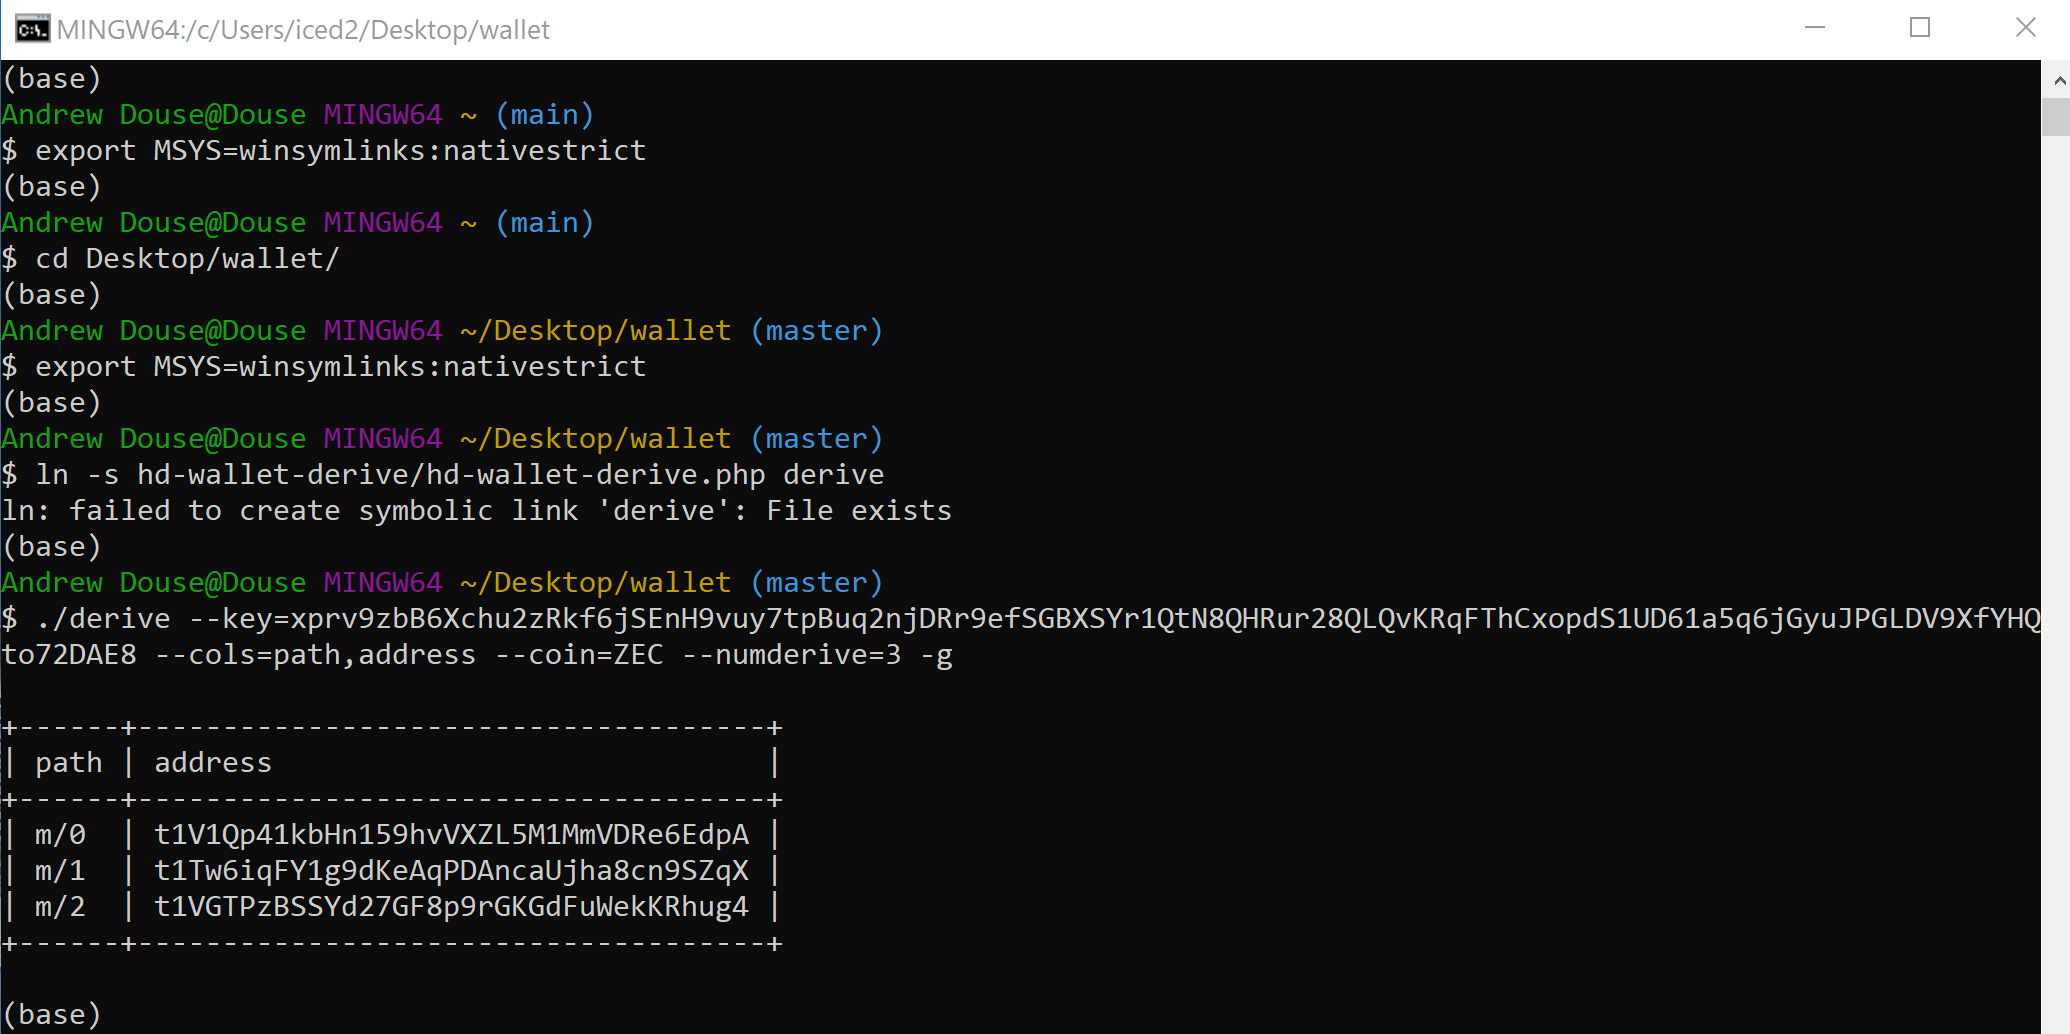 MINGW64:/c/Users/iced2/Desktop/wallet
(base)
Andrew Douse@Douse MINGW64 ~ (main)
$ export MSYS=winsymlinks:nativestrict
(base)
Andrew Douse@Douse MINGW64 ~ (main)
$ cd Desktop/wallet/
(base)
Andrew Douse@Douse MINGW64 ~/Desktop/wallet (master)
$ export MSYS=winsymlinks:nativestrict
(base)
Andrew Douse@Douse MINGW64 ~/Desktop/wallet (master)
$ ln -s hd-wallet-derive/hd-wallet-derive.php derive
ln: failed to create symbolic link 'derive': File exists
(base)
Andrew Douse@Douse MINGW64 ~/Desktop/wallet (master)
$ ./derive --key=xprv9zbB6Xchu2zRkf6jSEnH9vuy7tpBuq2njDRr9efSGBXSYr1QtN8QHRur28QLQvKRqFThCxopdS1UD61a5q6jGyuJPGLDV9XfYHQ
to72DAE8 --cols=path,address --coin=ZEC --numderive=3 -g
+------+-------------------------------------+
| path | address                             |
+------+-------------------------------------+
| m/0  | t1V1Qp41kbHn159hvVXZL5M1MmVDRe6EdpA |
| m/1  | t1Tw6iqFY1g9dKeAqPDAncaUjha8cn9SZqX |
| m/2  | t1VGTPzBSSYd27GF8p9rGKGdFuWekKRhug4 |
+------+-------------------------------------+
(base)